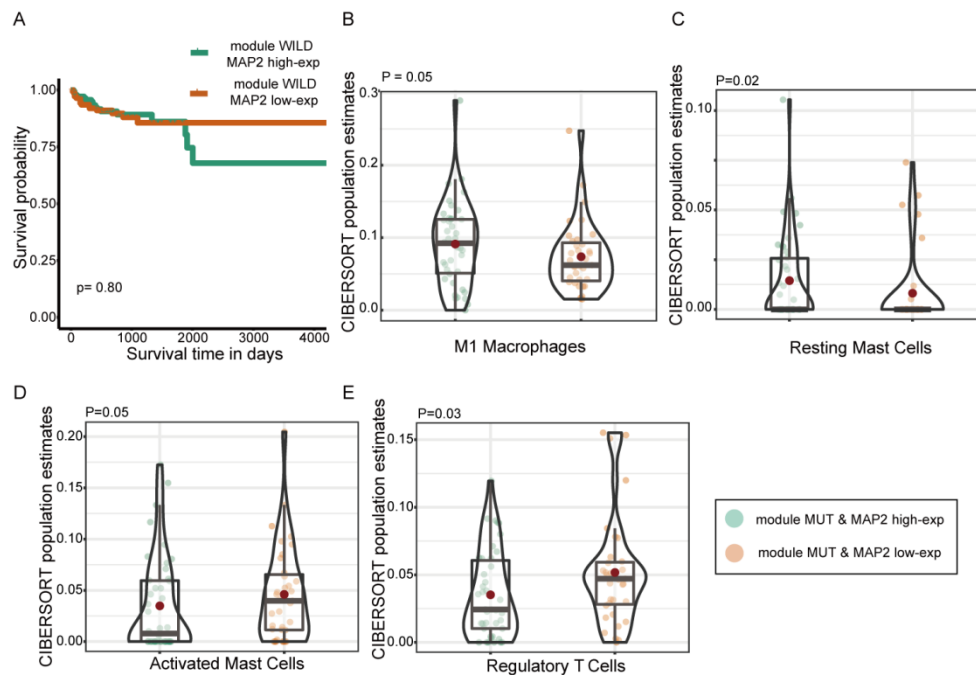 A
module WILD
MAP2 high-exp
module WILD
MAP2 low-exp
Survival probability
1.00
0.75
0.50
0.25
0.00
p= 0.80
0
1000
2000
3000
4000
Survival time in days
B
P = 0.05
CIBERSORT population estimates
0.3
0.2
0.1
0.0
M1 Macrophages
C
P=0.02
CIBERSORT population estimates
0.10
0.05
0.00
Resting Mast Cells
D
P=0.05
CIBERSORT population estimates
0.20
0.15
0.10
0.05
0.00
Activated Mast Cells
E
P=0.03
CIBERSORT population estimates
0.15
0.10
0.05
0.00
Regulatory T Cells
module MUT & MAP2 high-exp
module MUT & MAP2 low-exp